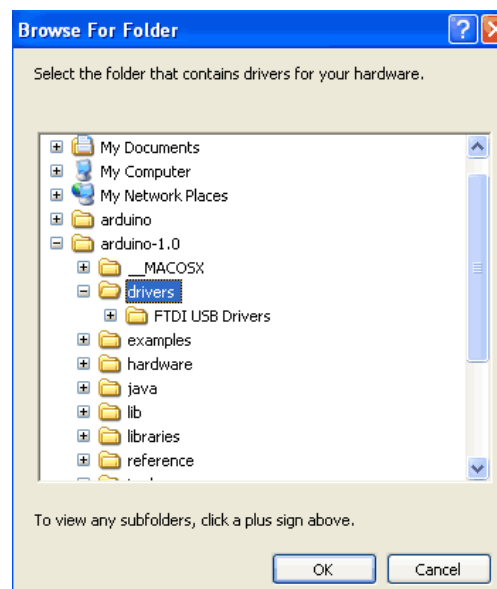 Browse For Folder
Select the folder that contains drivers for your hardware.
My Documents
My Computer
My Network Places
arduino
arduino-1.0
__MACOSX
drivers
FTDI USB Drivers
examples
hardware
java
lib
libraries
reference
To view any subfolders, click a plus sign above.
OK Cancel